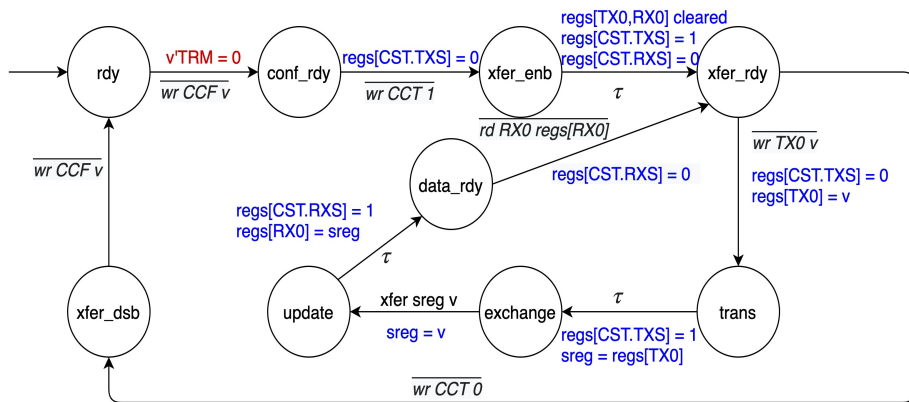 regs[TX0,RX0] cleared
regs[CST.TXS] = 1
regs[CST.RXS] = 0
v'TRM = 0
regs[CST.TXS] = 0
rdy
conf_rdy
xfer_enb
xfer_rdy
wr CCF v
wr CCT 1
τ
rd RX0 regs[RX0]
wr TX0 v
wr CCF v
data_rdy
regs[CST.RXS] = 0
regs[CST.TXS] = 0
regs[TX0] = v
regs[CST.RXS] = 1
regs[RX0] = sreg
τ
xfer sreg v
τ
xfer_dsb
update
exchange
trans
sreg = v
regs[CST.TXS] = 1
sreg = regs[TX0]
wr CCT 0